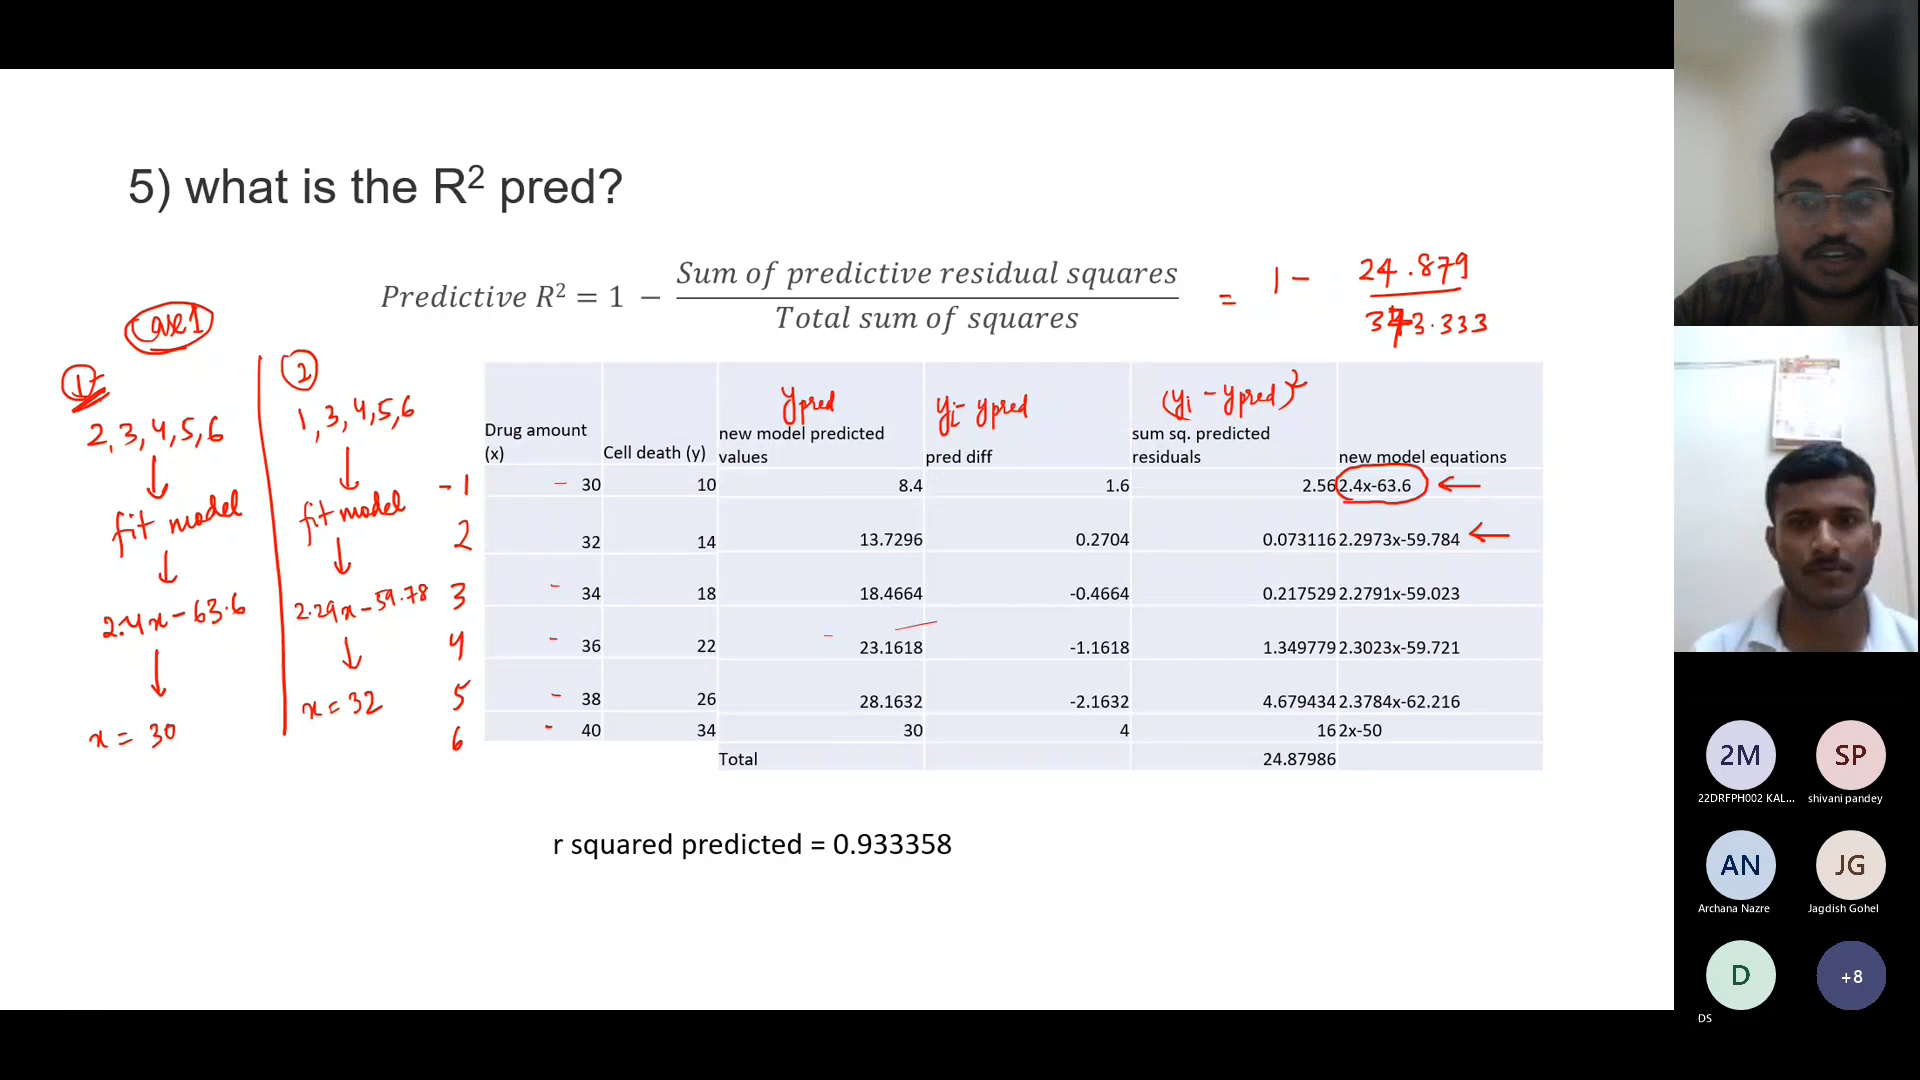 5) what is the R² pred?
Predictive R² = 1 − Sum of predictive residual squares / Total sum of squares = 1 - 24.879 / 373.333
Case 1
1
2, 3, 4, 5, 6
fit model
2.4x - 63.6
x = 30
2
1, 3, 4, 5, 6
fit model
2.29x - 59.78
x = 32
ypred
yi - ypred
(yi - ypred)²
Drug amount (x) Cell death (y) new model predicted values pred diff sum sq. predicted residuals new model equations
-1 - 30 10 8.4 1.6 2.56 2.4x-63.6
2 32 14 13.7296 0.2704 0.073116 2.2973x-59.784
3 - 34 18 18.4664 -0.4664 0.217529 2.2791x-59.023
4 - 36 22 23.1618 -1.1618 1.349779 2.3023x-59.721
5 - 38 26 28.1632 -2.1632 4.679434 2.3784x-62.216
6 - 40 34 30 4 16 2x-50
Total 24.87986
r squared predicted = 0.933358
2M SP
22DRFPH002 KAL... shivani pandey
AN JG
Archana Nazre Jagdish Gohel
D +8
DS